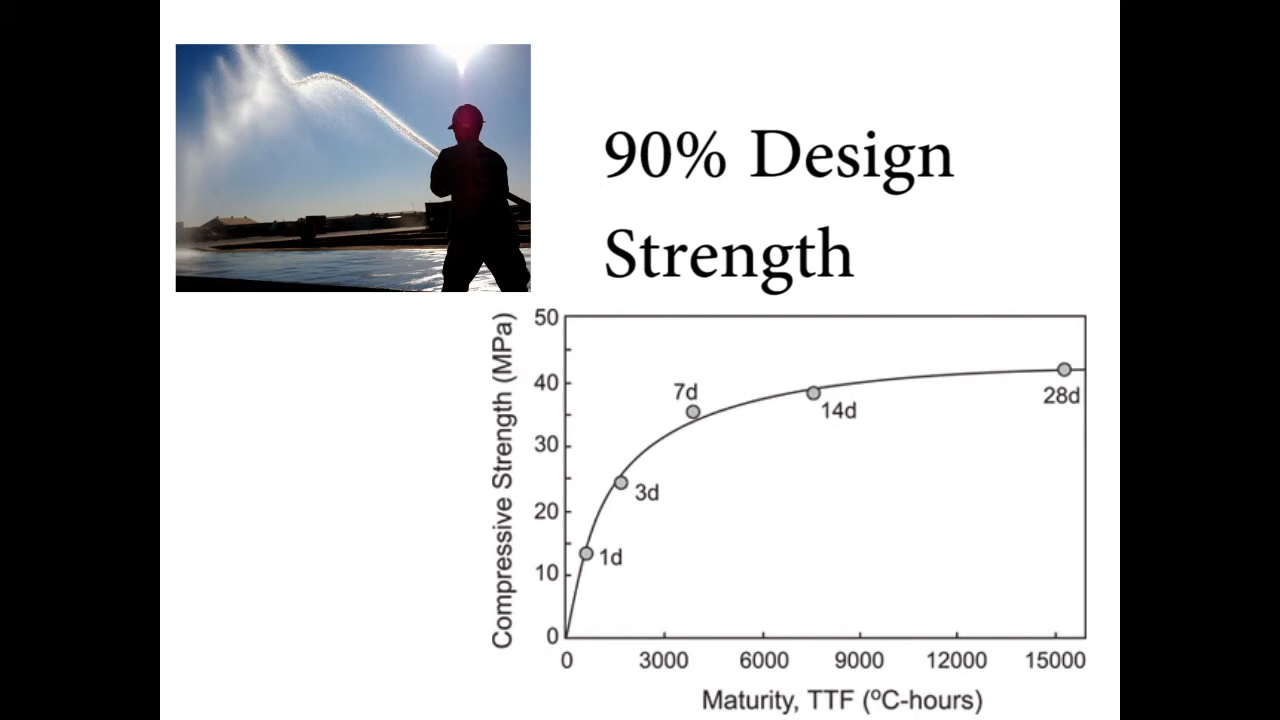 90% Design
Strength
Compressive Strength (MPa)
50
40
30
20
10
0
7d
14d
28d
3d
1d
0 3000 6000 9000 12000 15000
Maturity, TTF (ºC-hours)